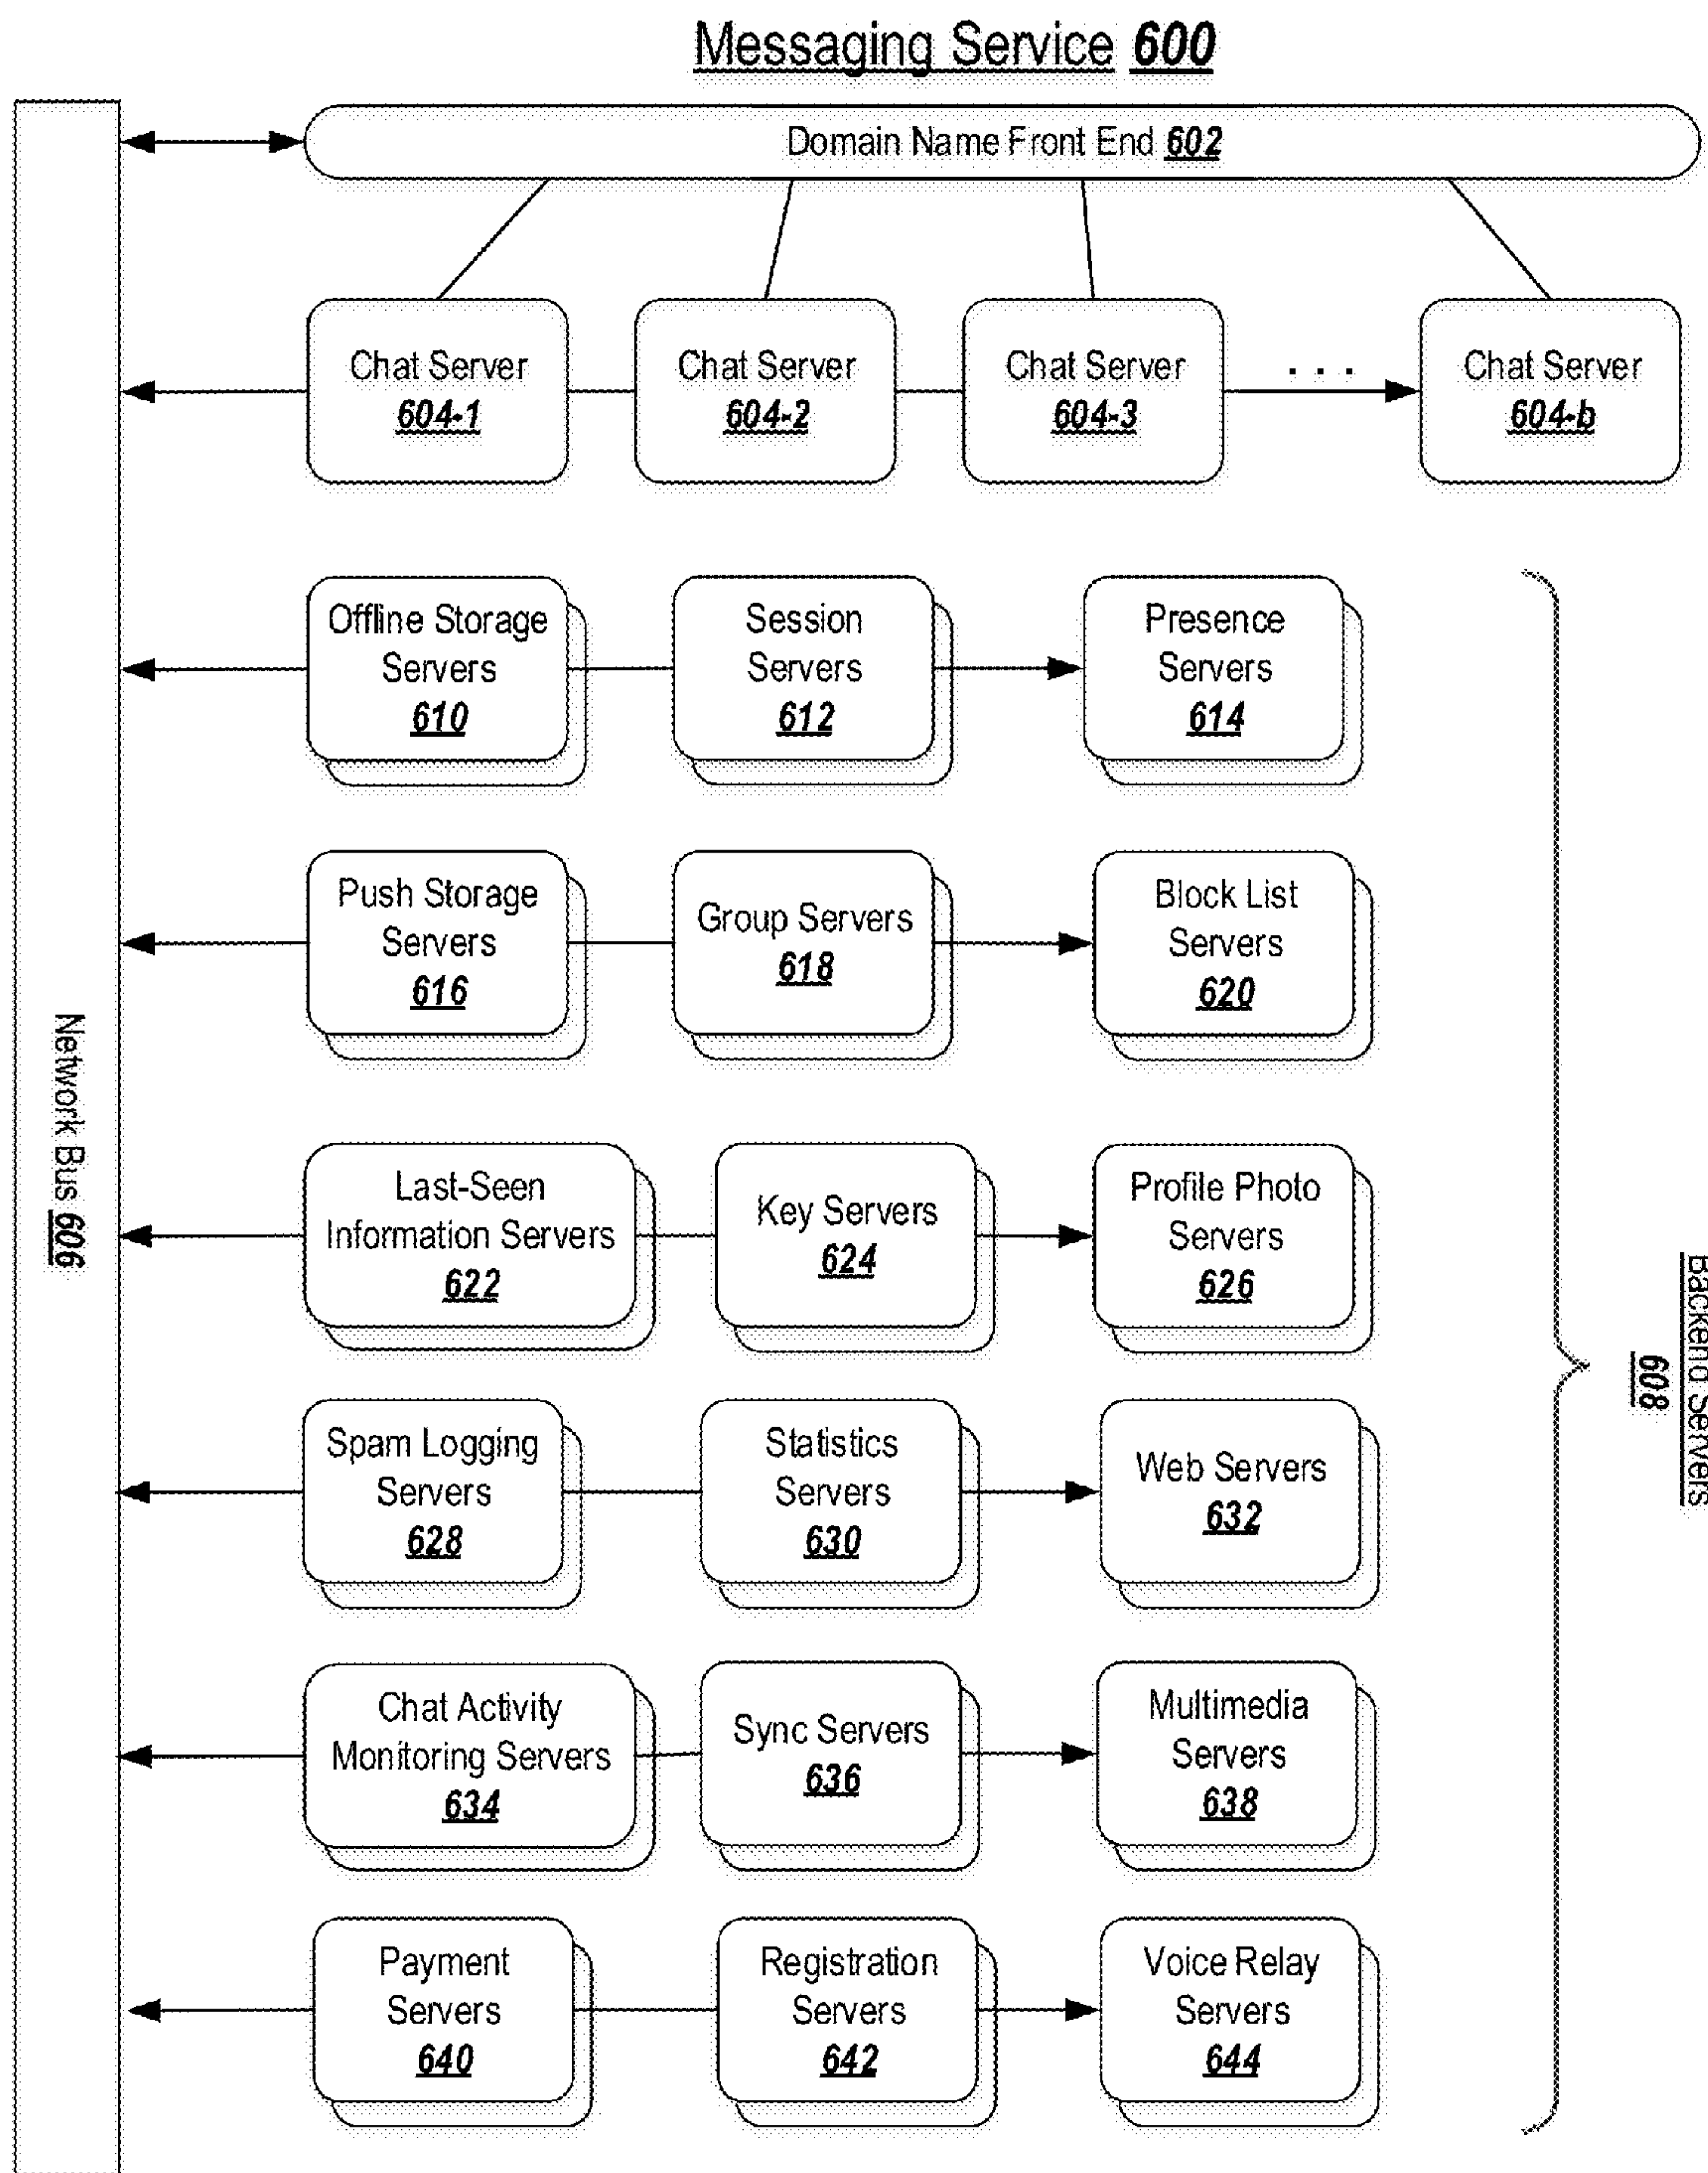 Messaging Service 600
Domain Name Front End 602
Chat Server
604-1
Chat Server
604-2
Chat Server
604-3
. . .
Chat Server
604-b
Offline Storage
Servers
610
Session
Servers
612
Presence
Servers
614
Push Storage
Servers
616
Group Servers
618
Block List
Servers
620
Network Bus 606
Last-Seen
Information Servers
622
Key Servers
624
Profile Photo
Servers
626
Backend Servers
608
Spam Logging
Servers
628
Statistics
Servers
630
Web Servers
632
Chat Activity
Monitoring Servers
634
Sync Servers
636
Multimedia
Servers
638
Payment
Servers
640
Registration
Servers
642
Voice Relay
Servers
644